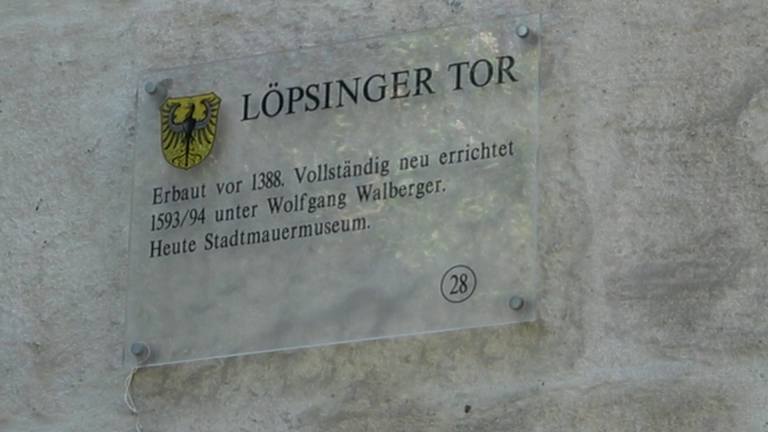 LÖPSINGER TOR
Erbaut vor 1388. Vollständig neu errichtet
1593/94 unter Wolfgang Walberger.
Heute Stadtmauermuseum.
28